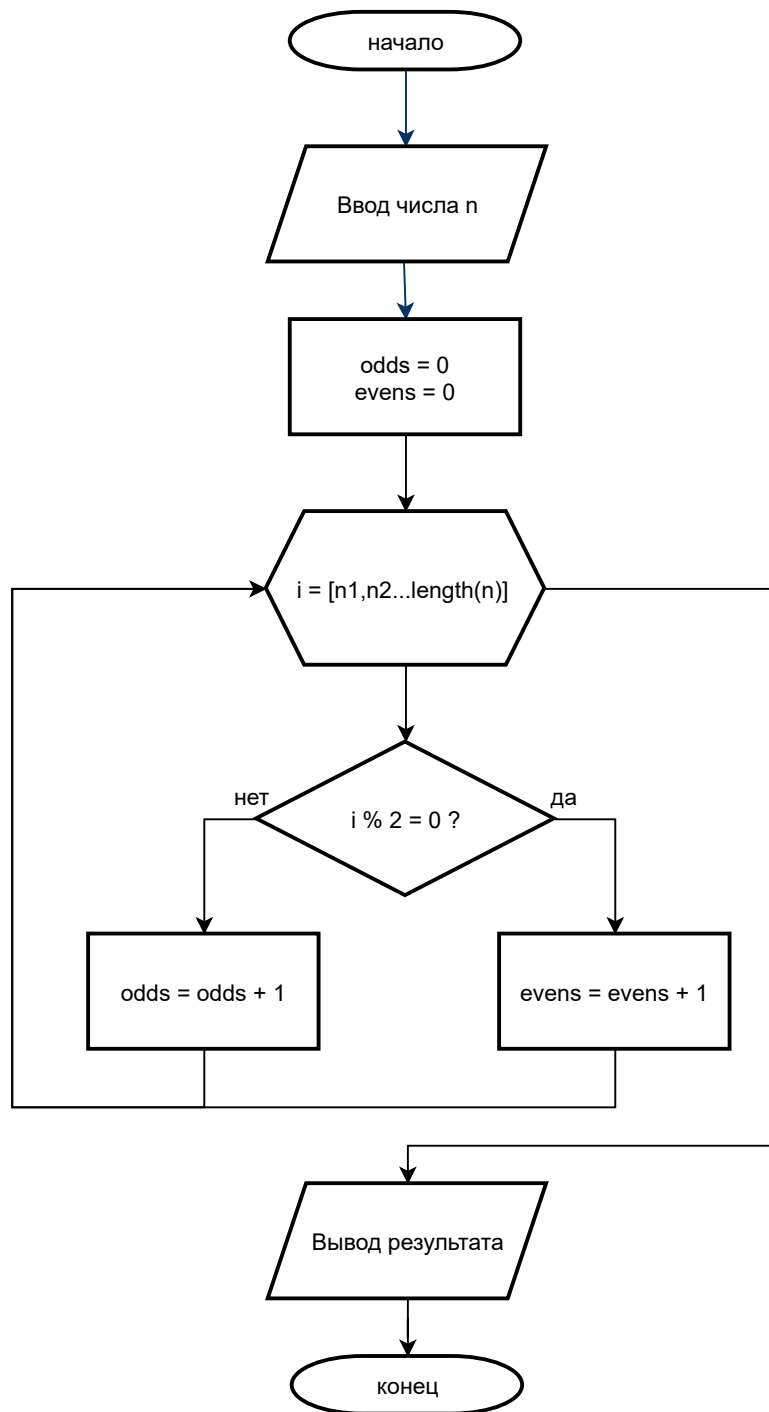 начало
Ввод числа n
odds = 0
evens = 0
i = [n1,n2...length(n)]
нет
да
i % 2 = 0 ?
odds = odds + 1
evens = evens + 1
Вывод результата
конец